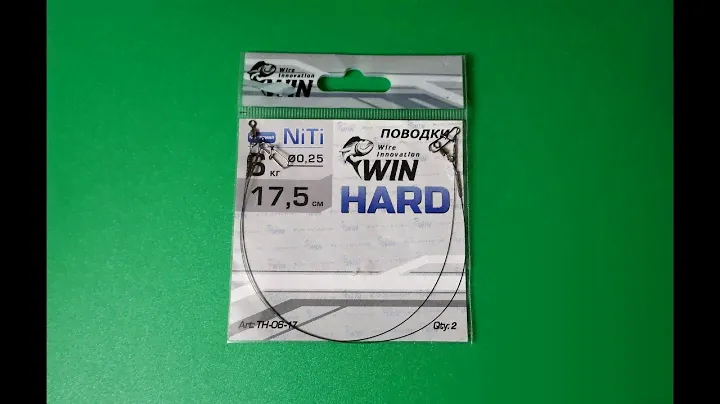 Wire
Innovation
WIN
NiTi
ПОВОДКИ
Wire
Innovation
WIN
6 КГ
Ø0,25
17,5 СМ
HARD
Art: TH-06-17
Qty: 2